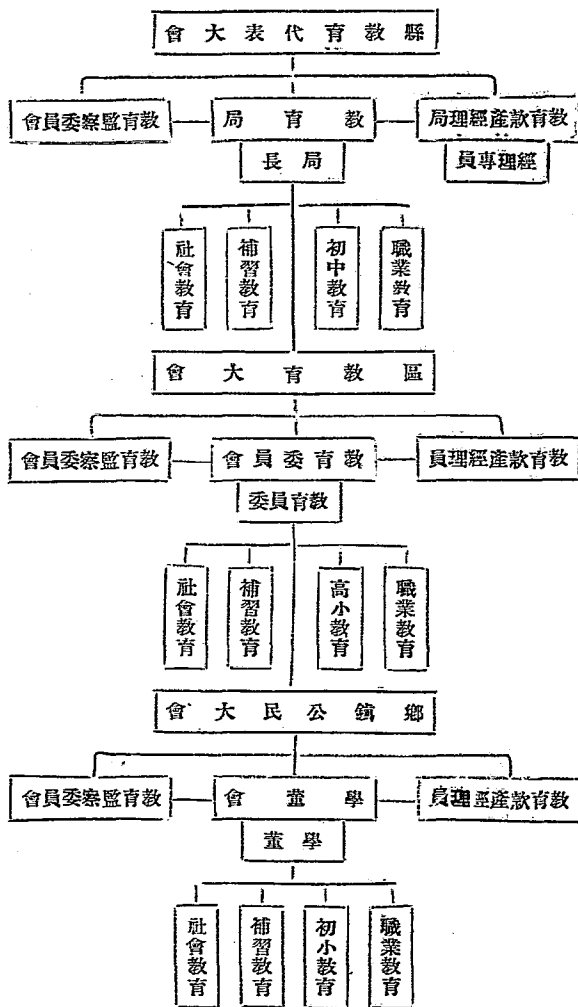 縣教育代表大會
教育款產經理局
教育局
教育監察委員會
經理專員
局長
職業教育
初中教育
補習教育
社會教育
區教育大會
教育款產經理員
教育委員會
教育監察委員會
教育員委
職業教育
高小教育
補習教育
社會教育
鄉鎮公民大會
教育款產經理員
學董會
教育監察委員會
學董
職業教育
初小教育
補習教育
社會教育